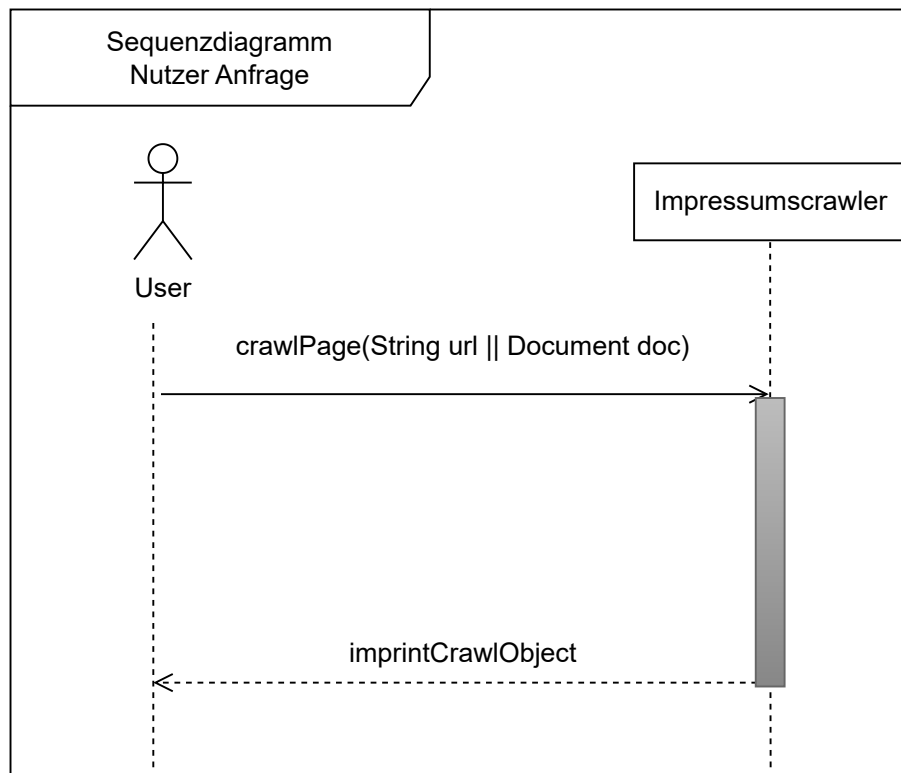 Sequenzdiagramm
Nutzer Anfrage
Impressumscrawler
User
crawlPage(String url || Document doc)
imprintCrawlObject